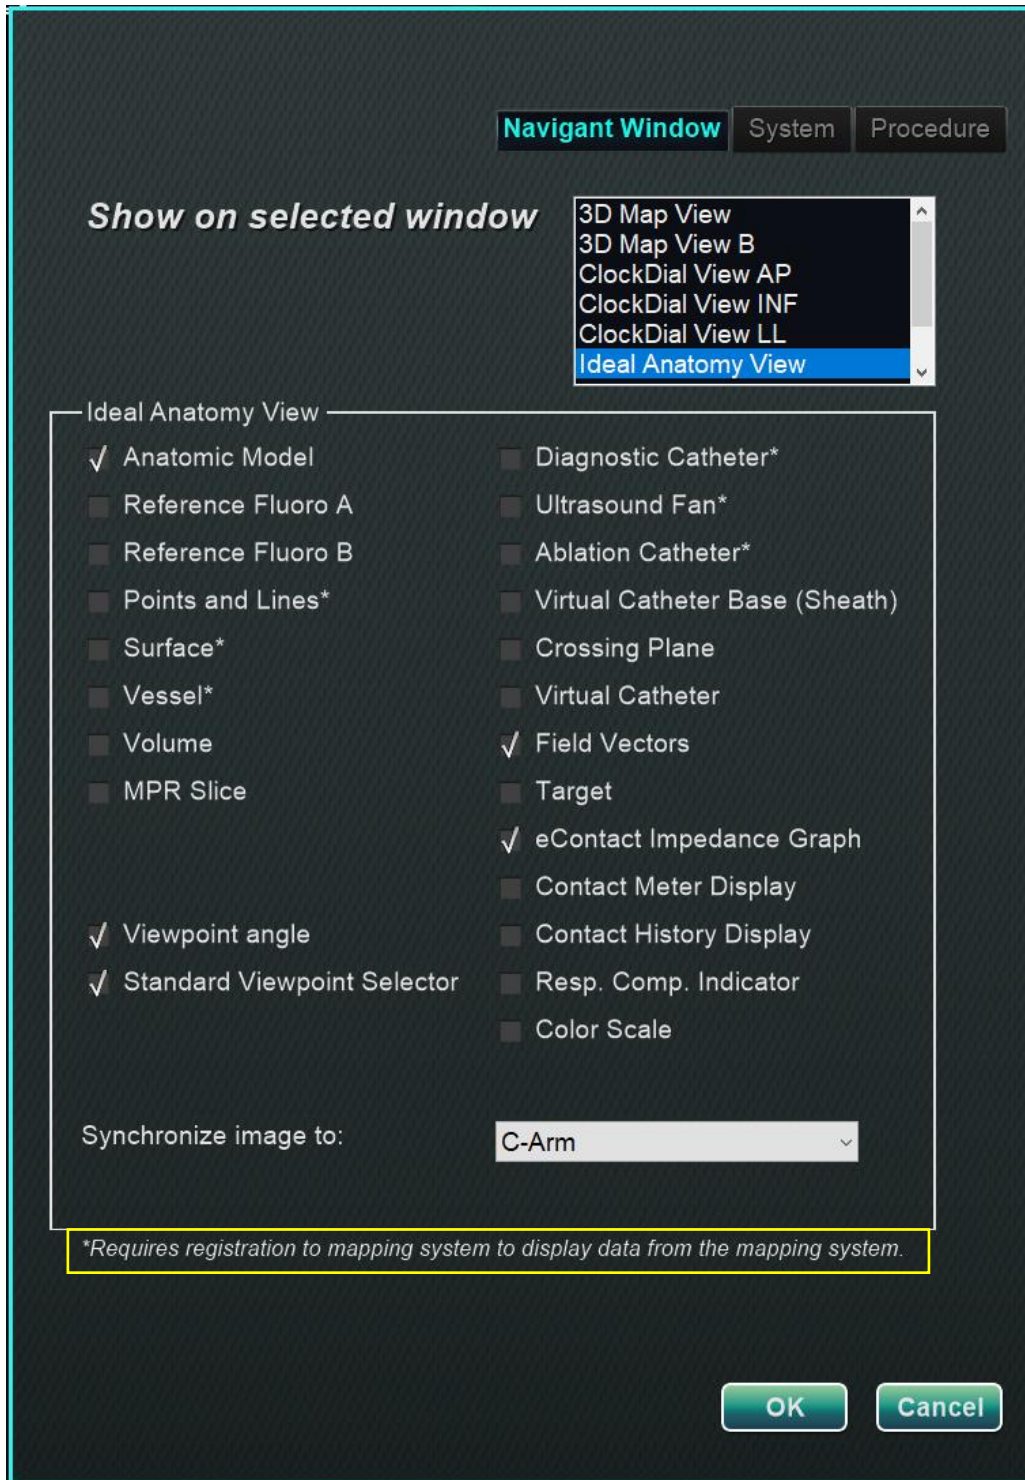 Navigant Window System Procedure
Show on selected window
3D Map View
3D Map View B
ClockDial View AP
ClockDial View INF
ClockDial View LL
Ideal Anatomy View
Ideal Anatomy View
Anatomic Model
Reference Fluoro A
Reference Fluoro B
Points and Lines*
Surface*
Vessel*
Volume
MPR Slice
Viewpoint angle
Standard Viewpoint Selector
Diagnostic Catheter*
Ultrasound Fan*
Ablation Catheter*
Virtual Catheter Base (Sheath)
Crossing Plane
Virtual Catheter
Field Vectors
Target
eContact Impedance Graph
Contact Meter Display
Contact History Display
Resp. Comp. Indicator
Color Scale
Synchronize image to: C-Arm
*Requires registration to mapping system to display data from the mapping system.
OK Cancel